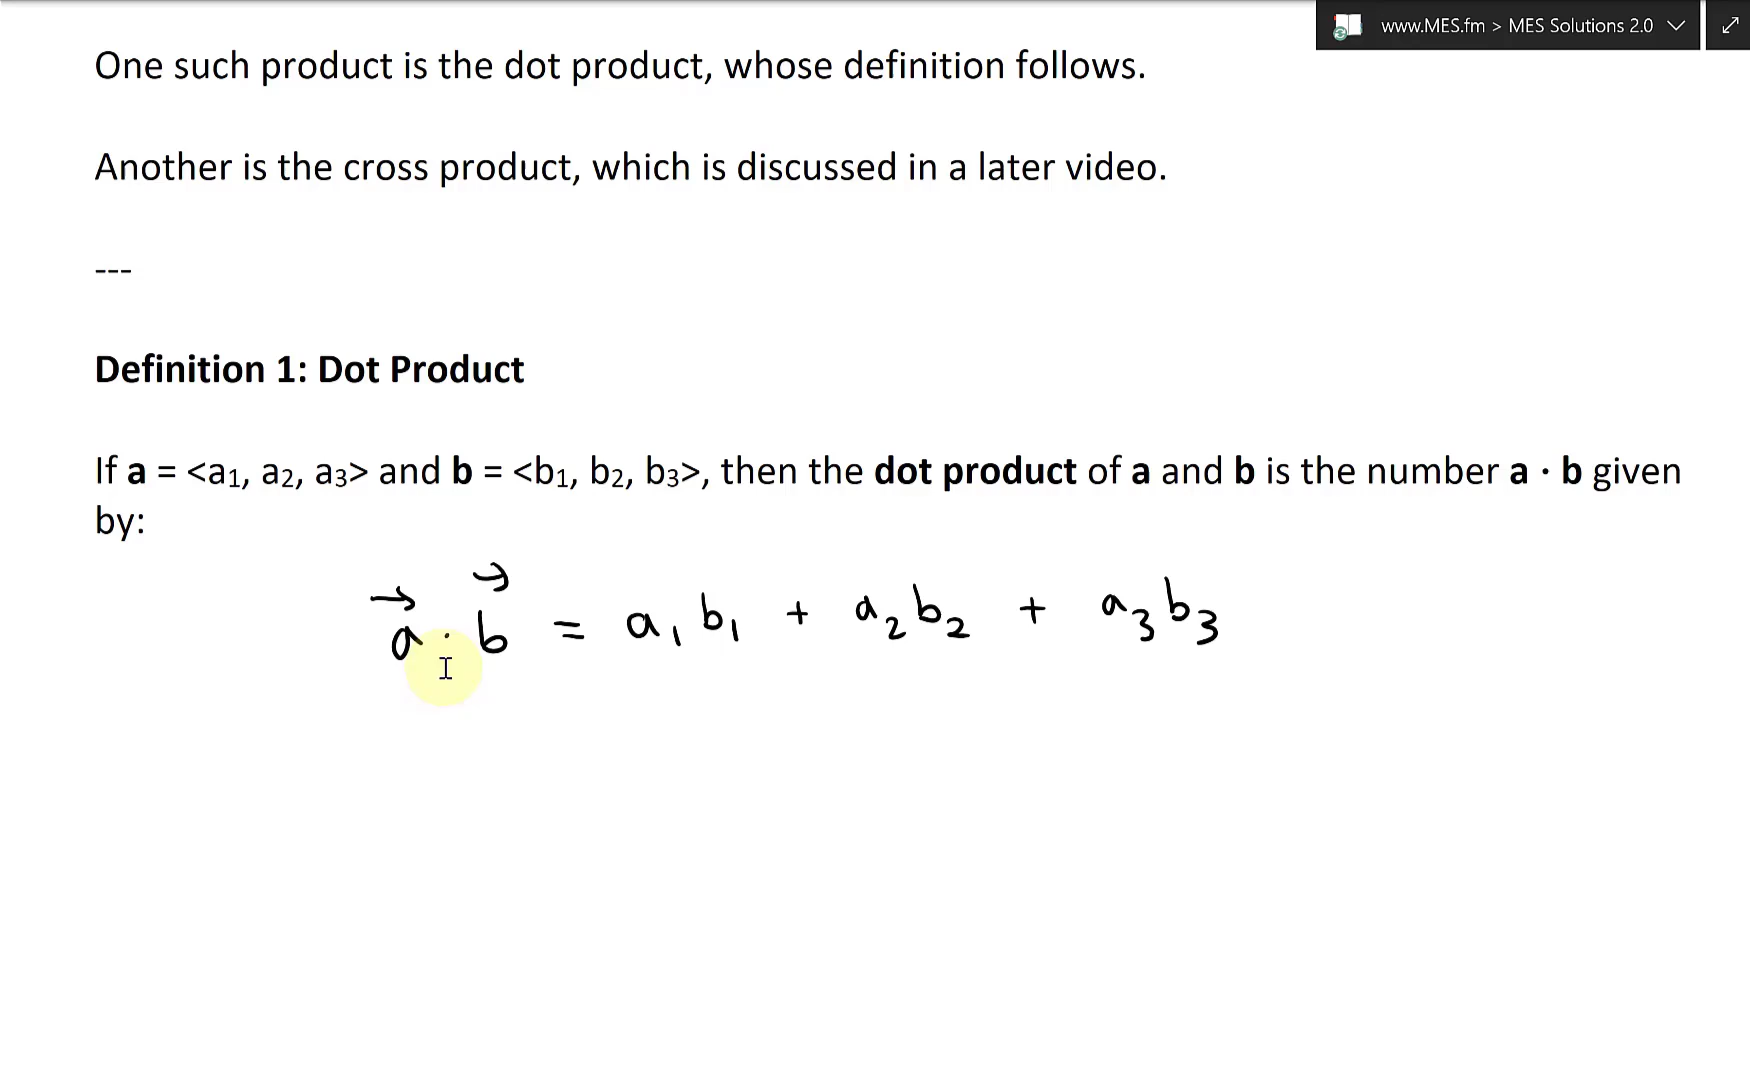 www.MES.fm > MES Solutions 2.0
One such product is the dot product, whose definition follows.
Another is the cross product, which is discussed in a later video.
---
Definition 1: Dot Product
If a = <a₁, a₂, a₃> and b = <b₁, b₂, b₃>, then the dot product of a and b is the number a · b given
by:
a⃗ · b⃗ = a₁b₁ + a₂b₂ + a₃b₃